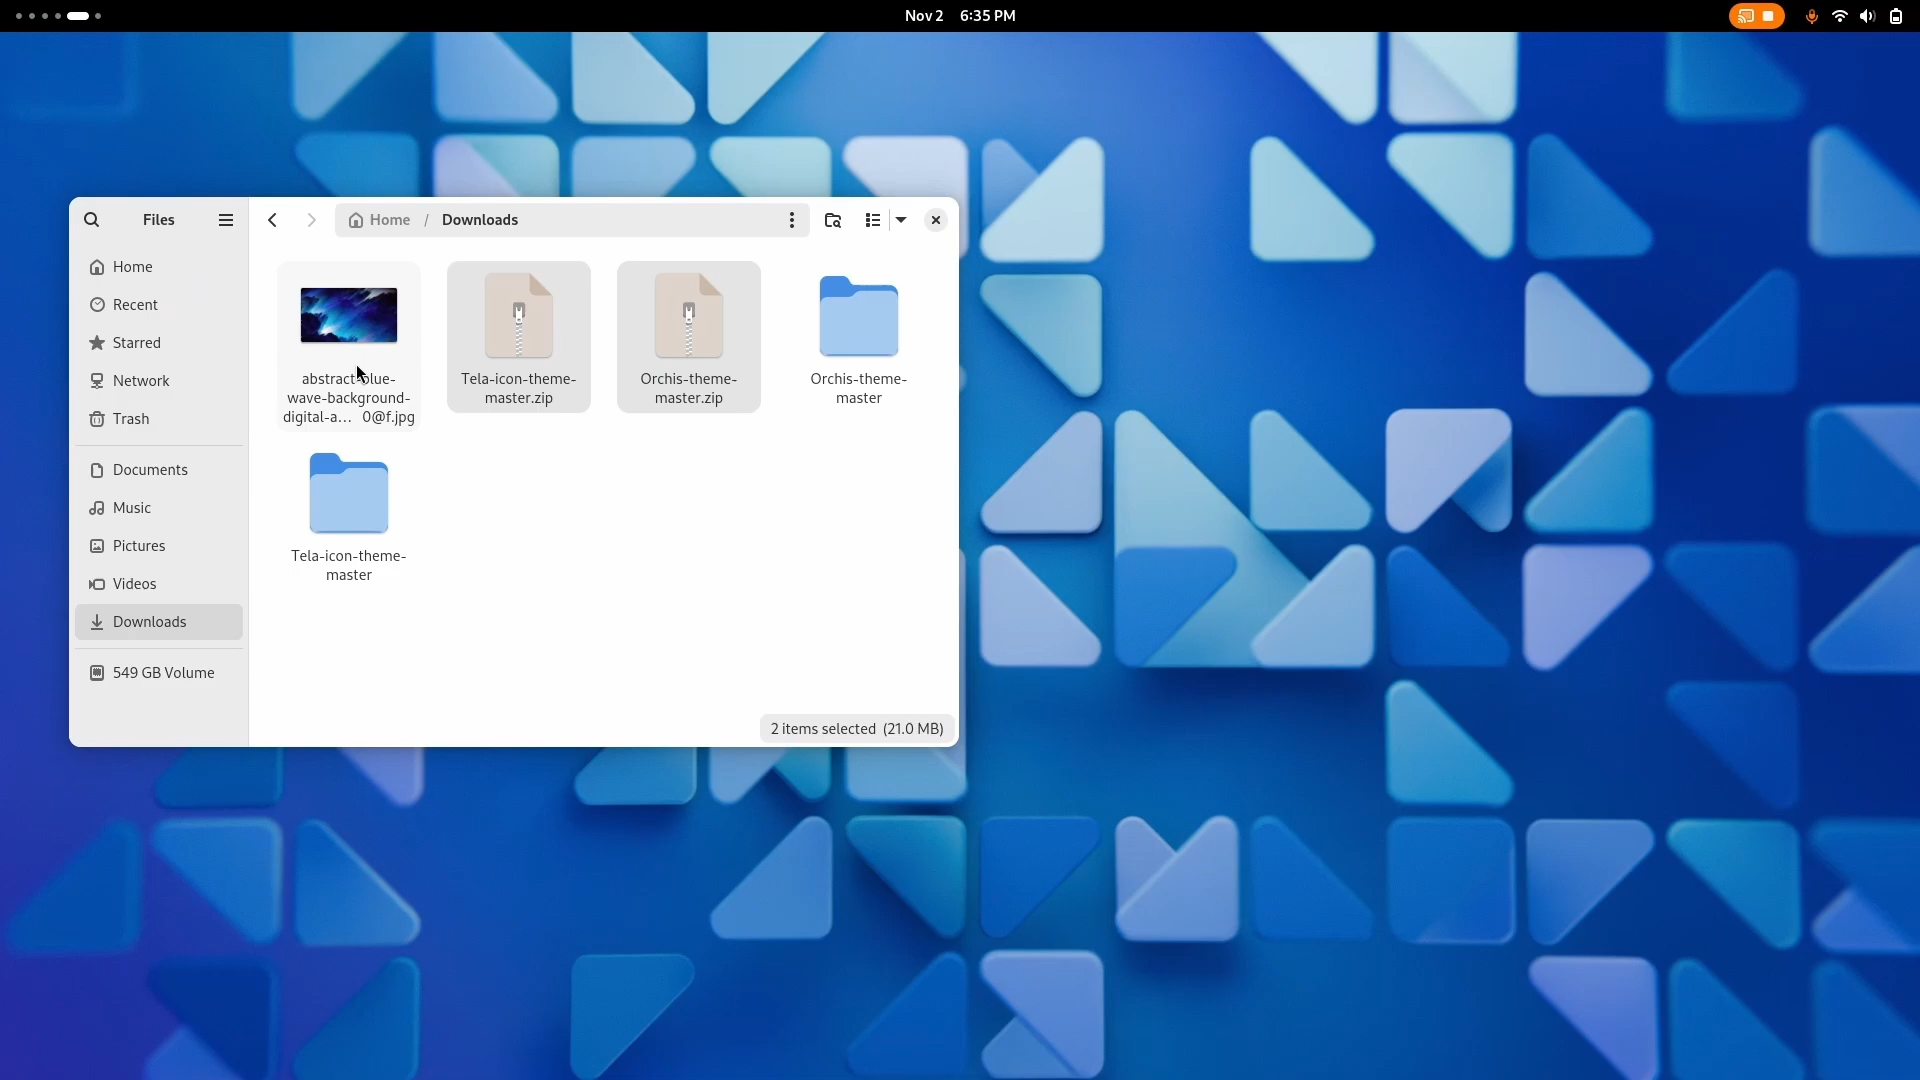 Nov 2 6:35 PM
Files
Home / Downloads
Home
Recent
Starred
Network
Trash
Documents
Music
Pictures
Videos
Downloads
549 GB Volume
abstract-blue-
wave-background-
digital-a… 0@f.jpg
Tela-icon-theme-
master.zip
Orchis-theme-
master.zip
Orchis-theme-
master
Tela-icon-theme-
master
2 items selected (21.0 MB)